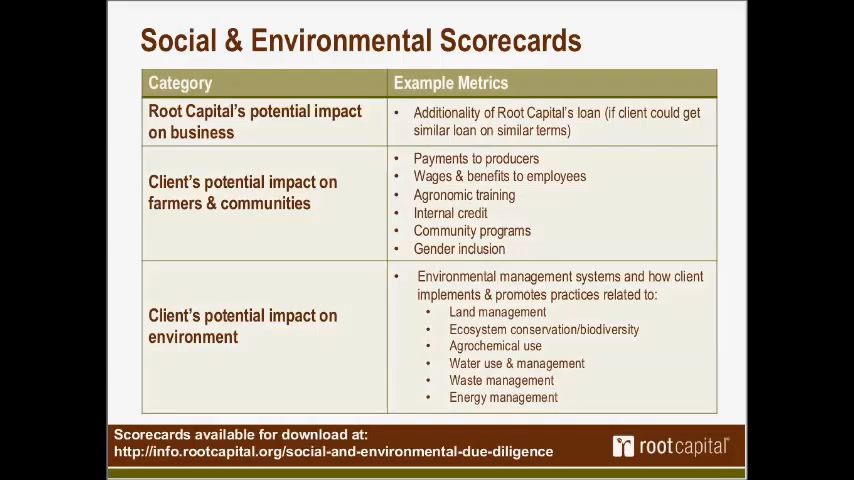 Social & Environmental Scorecards
Category
Example Metrics
Root Capital's potential impact
on business
• Additionality of Root Capital's loan (if client could get
similar loan on similar terms)
Client's potential impact on
farmers & communities
• Payments to producers
• Wages & benefits to employees
• Agronomic training
• Internal credit
• Community programs
• Gender inclusion
Client's potential impact on
environment
• Environmental management systems and how client
implements & promotes practices related to:
• Land management
• Ecosystem conservation/biodiversity
• Agrochemical use
• Water use & management
• Waste management
• Energy management
Scorecards available for download at:
http://info.rootcapital.org/social-and-environmental-due-diligence
rootcapital